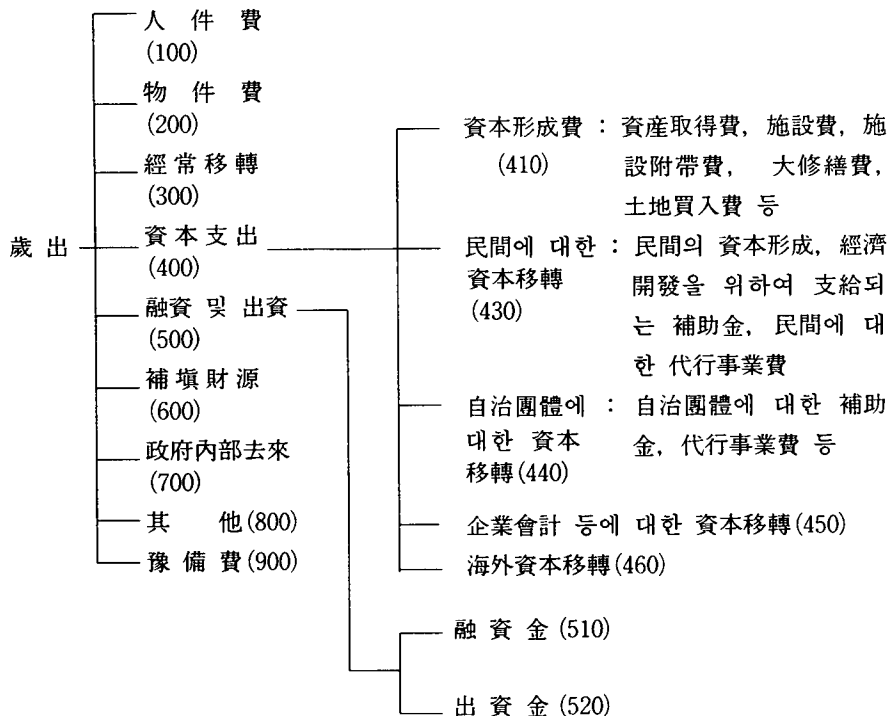 歲出
人件費
(100)
物件費
(200)
經常移轉
(300)
資本支出
(400)
融資 및 出資
(500)
補塡財源
(600)
政府內部去來
(700)
其 他(800)
豫備費(900)
資本形成費 : 資産取得費, 施設費, 施
(410) 設附帶費, 大修繕費,
土地買入費 등
民間에 대한 : 民間의 資本形成, 經濟
資本移轉 開發을 위하여 支給되
(430) 는 補助金, 民間에 대
한 代行事業費
自治團體에 : 自治團體에 대한 補助
대한 資本 金, 代行事業費 등
移轉(440)
企業會計 등에 대한 資本移轉(450)
海外資本移轉(460)
融資金(510)
出資金(520)